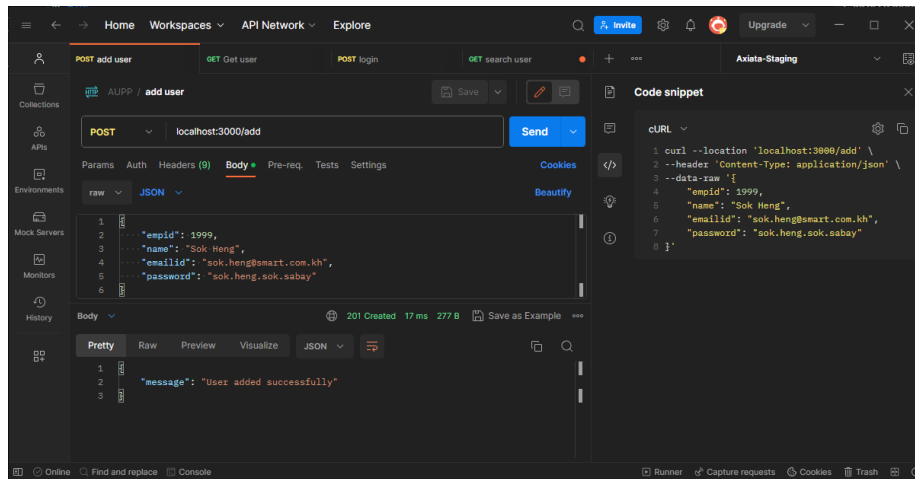 Home Workspaces API Network Explore Invite Upgrade
POST add user GET Get user POST login GET search user Axiata-Staging
HTTP AUPP / add user Save Code snippet
Collections
APIs
Environments
Mock Servers
Monitors
History
POST localhost:3000/add Send
Params Auth Headers (9) Body Pre-req. Tests Settings Cookies
raw JSON Beautify
1 {
2 "empid": 1999,
3 "name": "Sok Heng",
4 "emailid": "sok.heng@smart.com.kh",
5 "password": "sok.heng.sok.sabay"
6 }
Body 201 Created 17 ms 277 B Save as Example
Pretty Raw Preview Visualize JSON
1 {
2 "message": "User added successfully"
3 }
cURL
1 curl --location 'localhost:3000/add' \
2 --header 'Content-Type: application/json' \
3 --data-raw '{
4 "empid": 1999,
5 "name": "Sok Heng",
6 "emailid": "sok.heng@smart.com.kh",
7 "password": "sok.heng.sok.sabay"
8 }'
Online Find and replace Console Runner Capture requests Cookies Trash